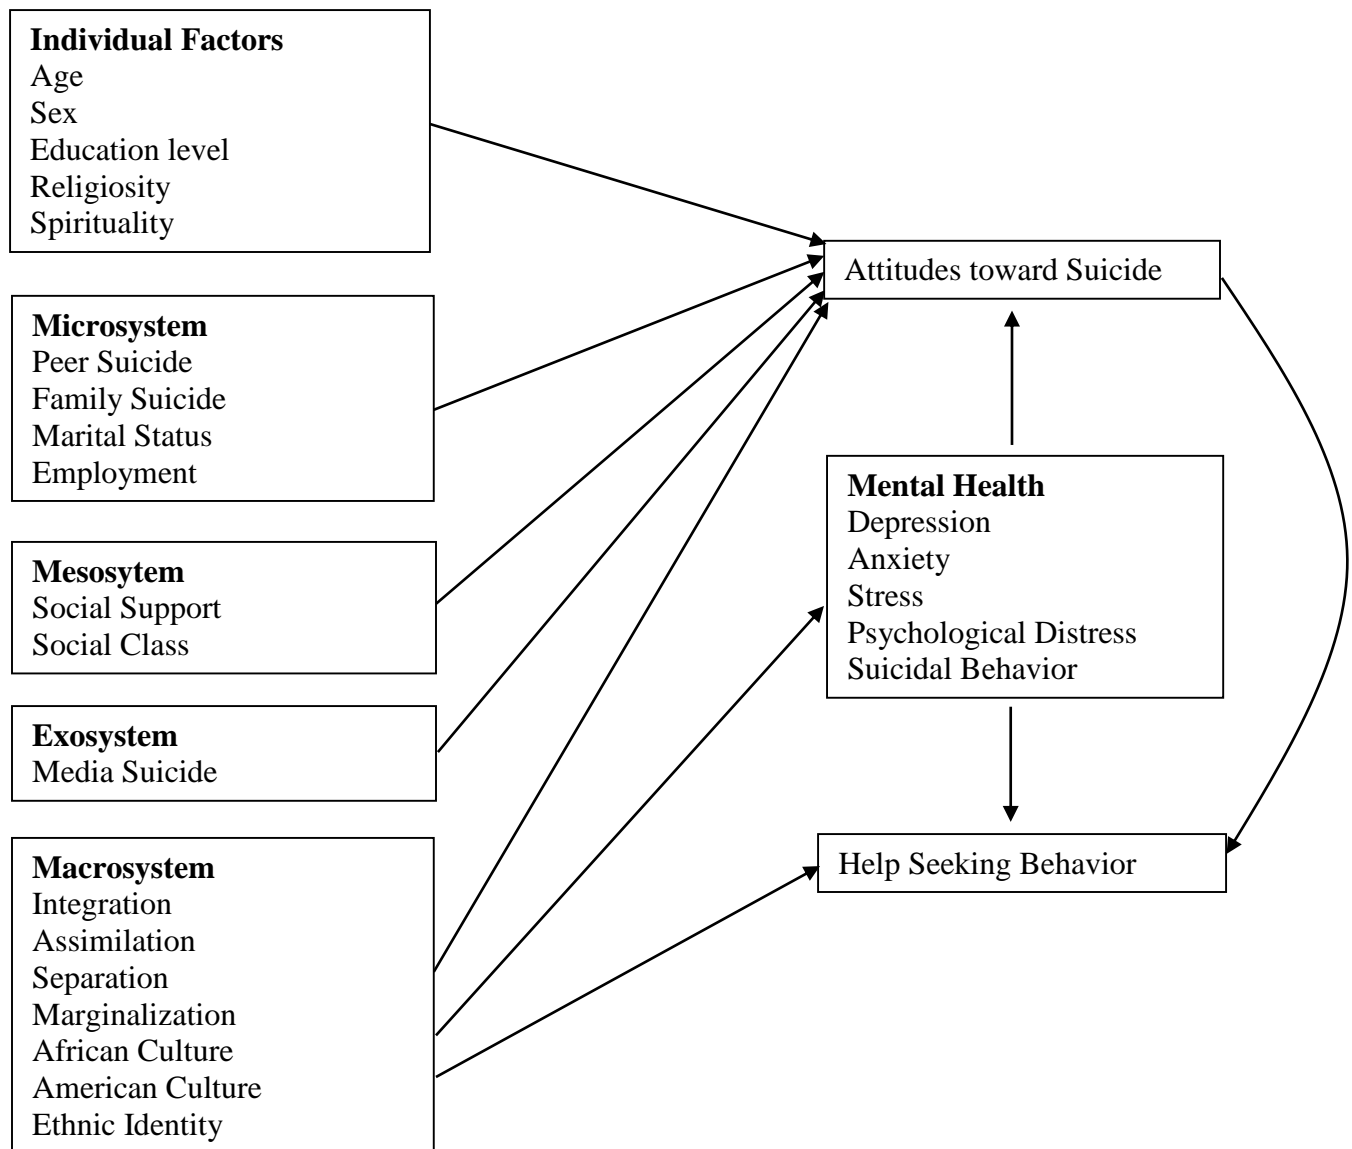 Individual Factors
Age
Sex
Education level
Religiosity
Spirituality
Microsystem
Peer Suicide
Family Suicide
Marital Status
Employment
Mesosytem
Social Support
Social Class
Exosystem
Media Suicide
Macrosystem
Integration
Assimilation
Separation
Marginalization
African Culture
American Culture
Ethnic Identity
Attitudes toward Suicide
Mental Health
Depression
Anxiety
Stress
Psychological Distress
Suicidal Behavior
Help Seeking Behavior